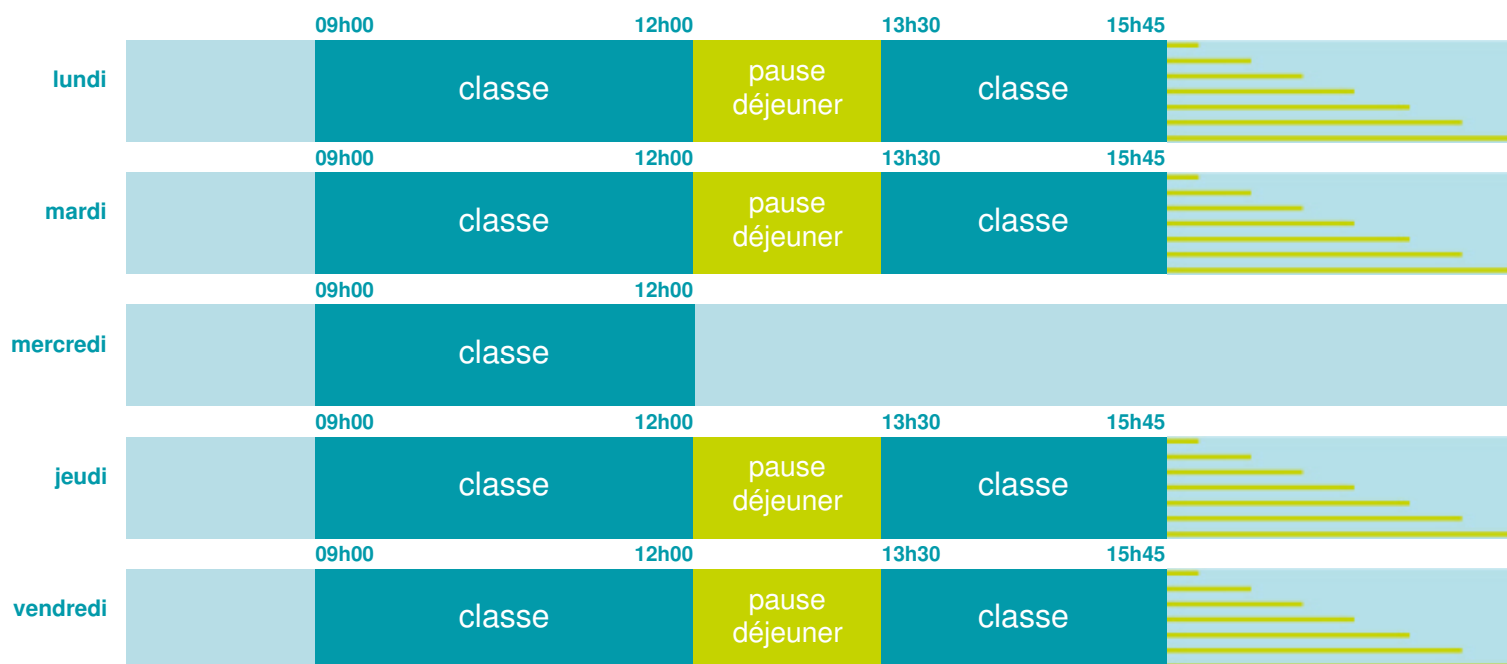 09h00 12h00 13h30 15h45
lundi
classe
pause
déjeuner
classe
09h00 12h00 13h30 15h45
mardi
classe
pause
déjeuner
classe
09h00 12h00
mercredi
classe
09h00 12h00 13h30 15h45
jeudi
classe
pause
déjeuner
classe
09h00 12h00 13h30 15h45
vendredi
classe
pause
déjeuner
classe